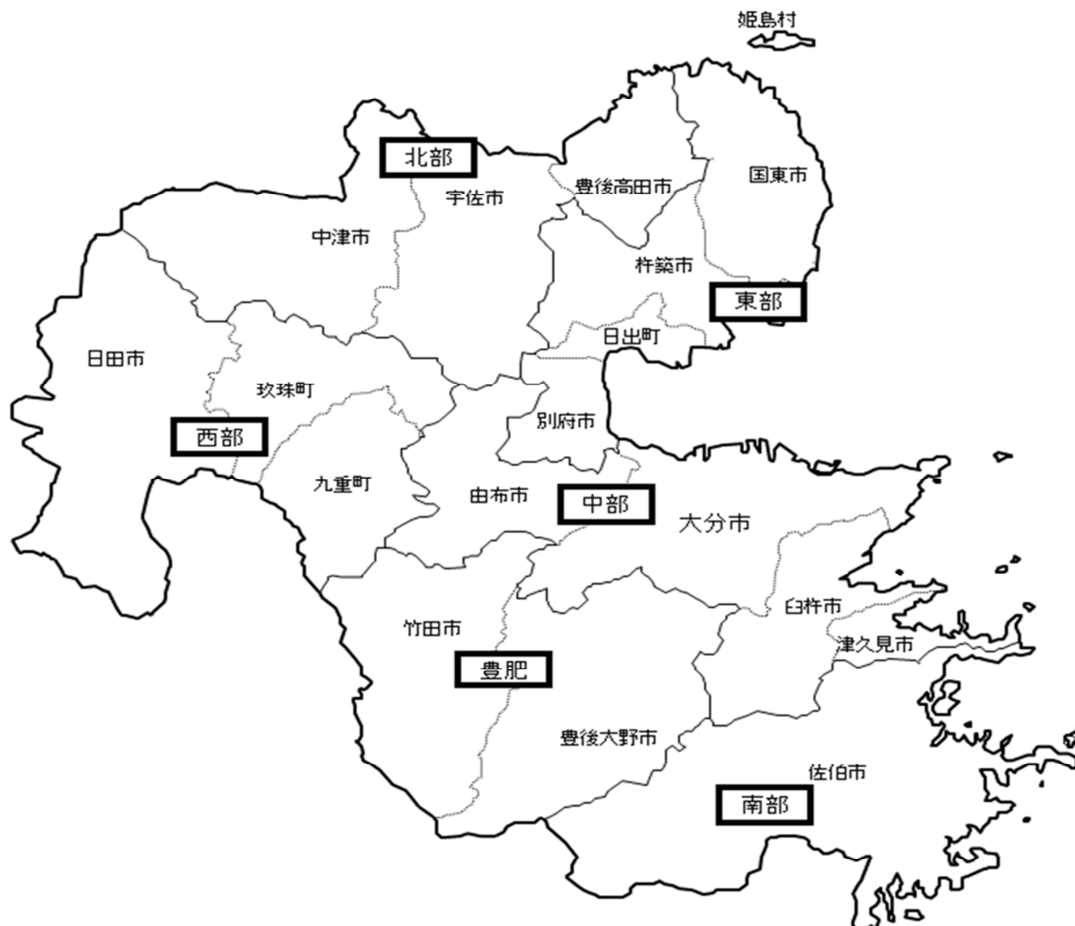 姫島村
北部
豊後高田市
国東市
宇佐市
中津市
杵築市
東部
日出町
日田市
玖珠町
別府市
西部
九重町
由布市
中部
大分市
竹田市
臼杵市
津久見市
豊肥
豊後大野市
佐伯市
南部